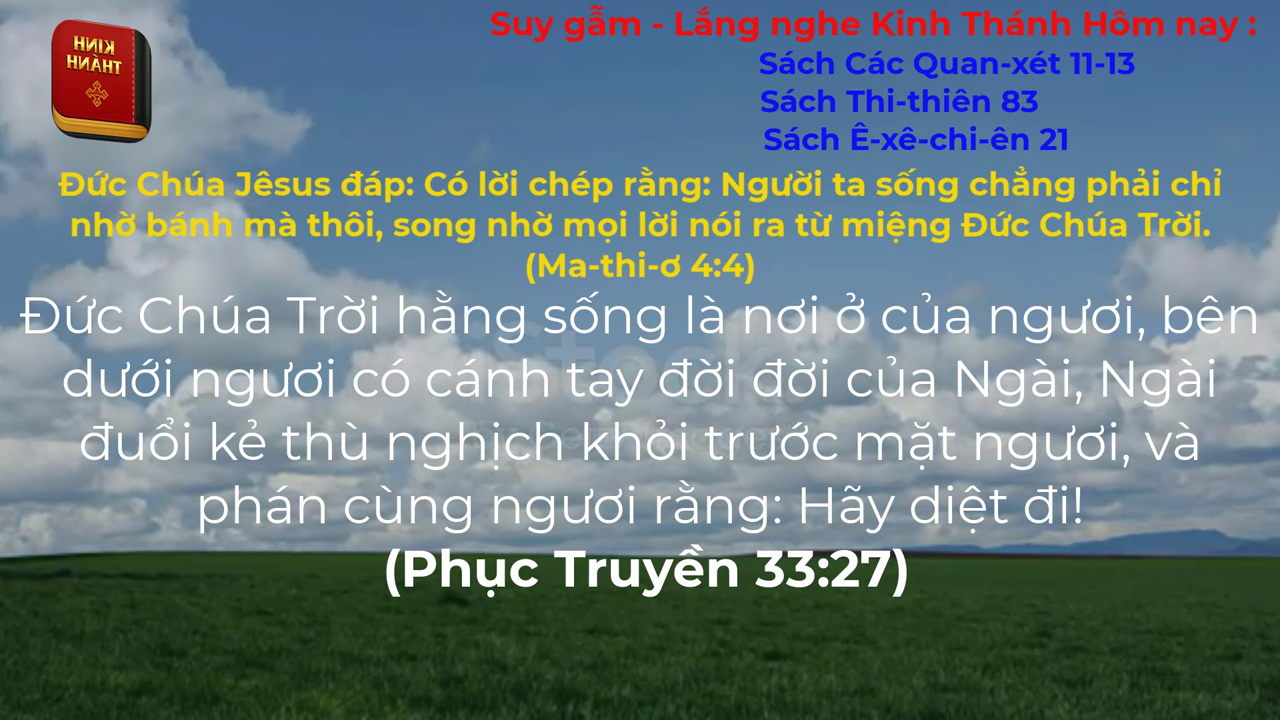 KINH
THÁNH
Suy gẫm - Lắng nghe Kinh Thánh Hôm nay :
Sách Các Quan-xét 11-13
Sách Thi-thiên 83
Sách Ê-xê-chi-ên 21
Đức Chúa Jêsus đáp: Có lời chép rằng: Người ta sống chẳng phải chỉ
nhờ bánh mà thôi, song nhờ mọi lời nói ra từ miệng Đức Chúa Trời.
(Ma-thi-ơ 4:4)
Đức Chúa Trời hằng sống là nơi ở của ngươi, bên
dưới ngươi có cánh tay đời đời của Ngài, Ngài
đuổi kẻ thù nghịch khỏi trước mặt ngươi, và
phán cùng ngươi rằng: Hãy diệt đi!
(Phục Truyền 33:27)